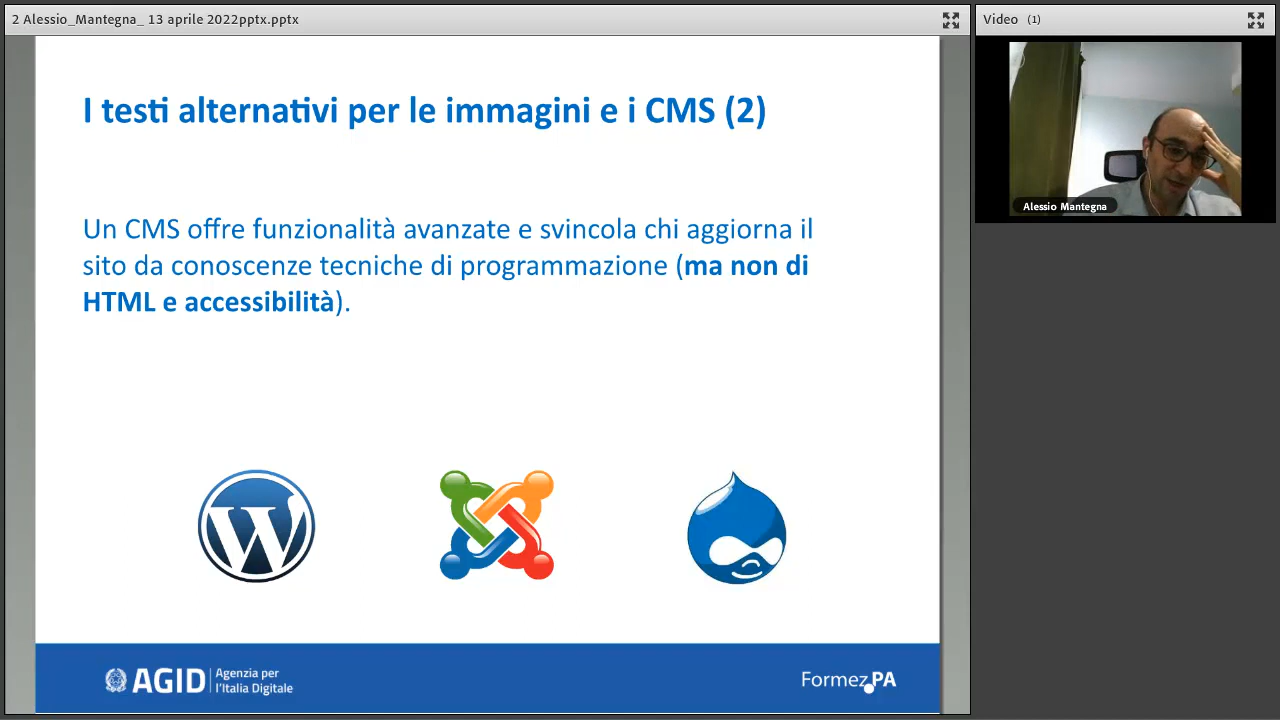 2 Alessio_Mantegna_ 13 aprile 2022pptx.pptx
Video (1)
I testi alternativi per le immagini e i CMS (2)
Un CMS offre funzionalità avanzate e svincola chi aggiorna il
sito da conoscenze tecniche di programmazione (ma non di
HTML e accessibilità).
Alessio Mantegna
W
AGID
Agenzia per
l'Italia Digitale
Formez.PA